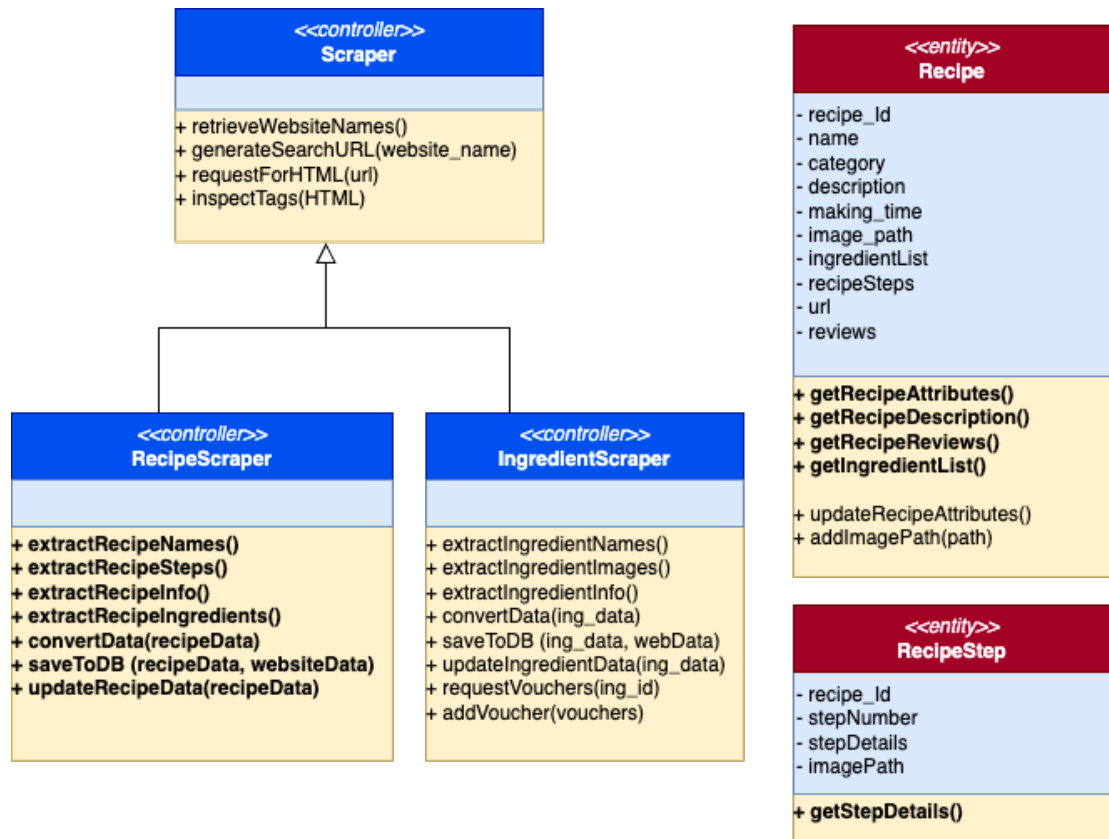 <<controller>>
Scraper
+ retrieveWebsiteNames()
+ generateSearchURL(website_name)
+ requestForHTML(url)
+ inspectTags(HTML)
<<controller>>
RecipeScraper
+ extractRecipeNames()
+ extractRecipeSteps()
+ extractRecipeInfo()
+ extractRecipeIngredients()
+ convertData(recipeData)
+ saveToDB (recipeData, websiteData)
+ updateRecipeData(recipeData)
<<controller>>
IngredientScraper
+ extractIngredientNames()
+ extractIngredientImages()
+ extractIngredientInfo()
+ convertData(ing_data)
+ saveToDB (ing_data, webData)
+ updateIngredientData(ing_data)
+ requestVouchers(ing_id)
+ addVoucher(vouchers)
<<entity>>
Recipe
- recipe_Id
- name
- category
- description
- making_time
- image_path
- ingredientList
- recipeSteps
- url
- reviews
+ getRecipeAttributes()
+ getRecipeDescription()
+ getRecipeReviews()
+ getIngredientList()
+ updateRecipeAttributes()
+ addImagePath(path)
<<entity>>
RecipeStep
- recipe_Id
- stepNumber
- stepDetails
- imagePath
+ getStepDetails()